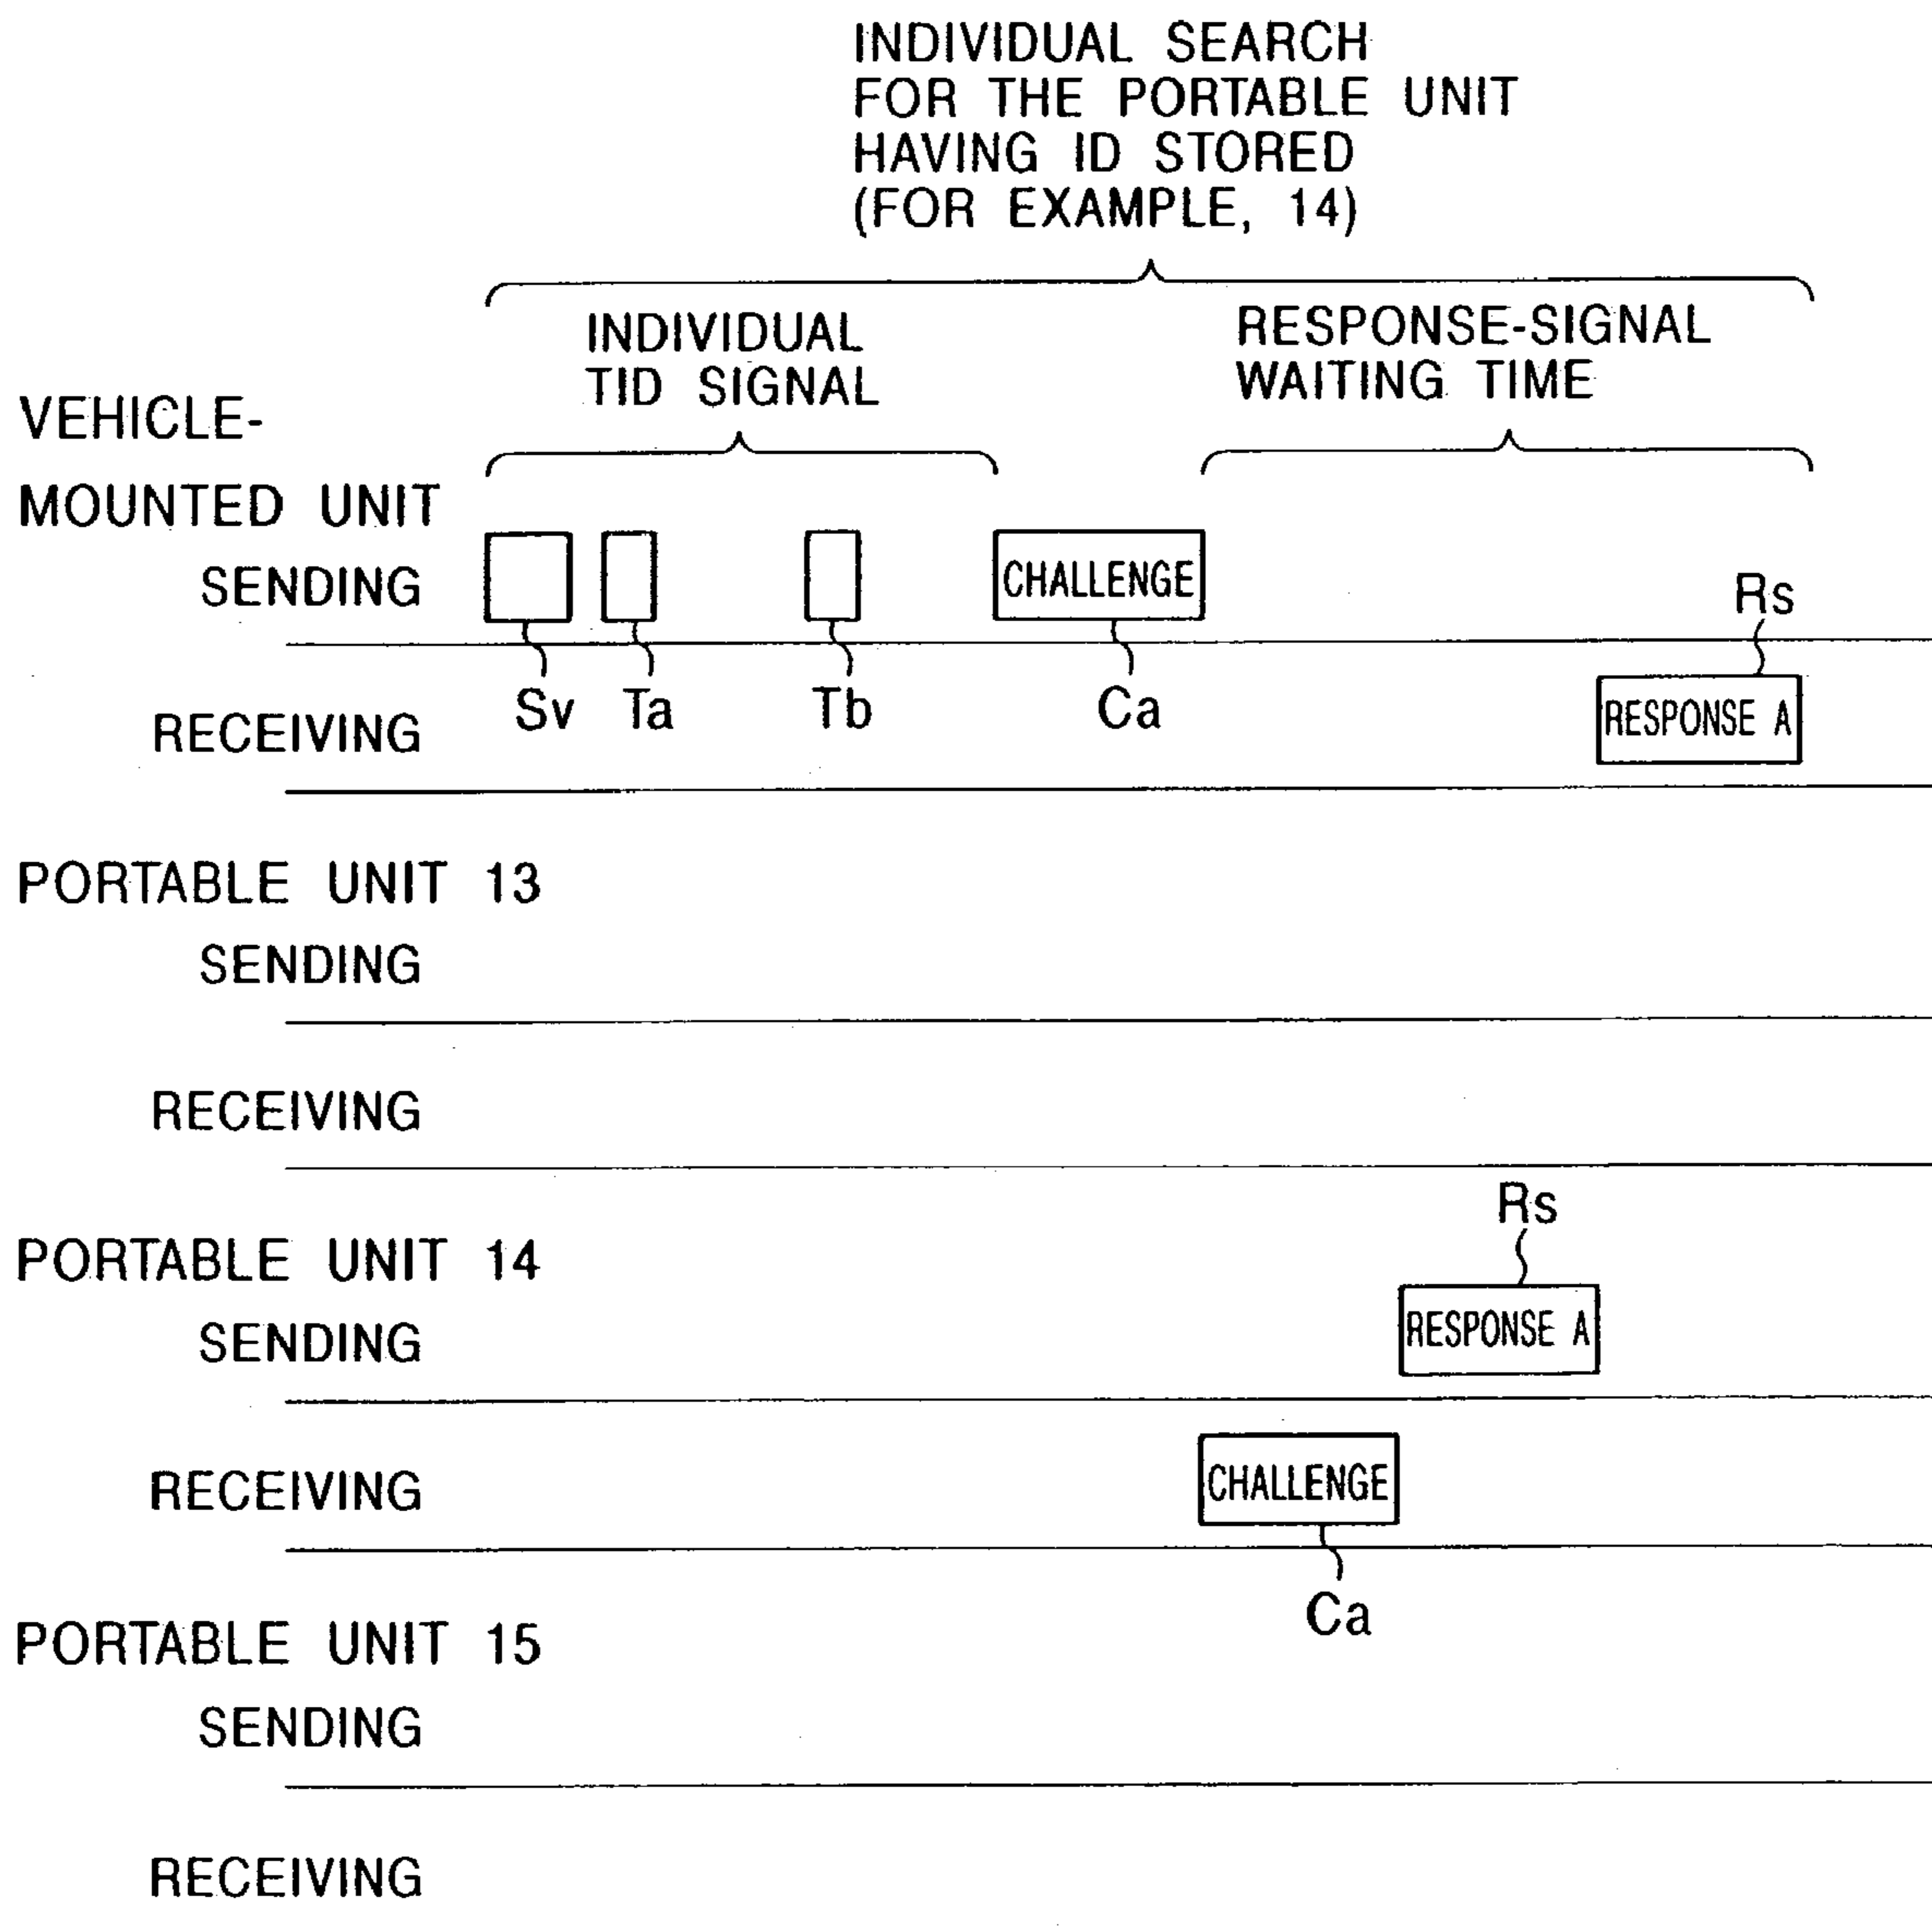 INDIVIDUAL SEARCH
FOR THE PORTABLE UNIT
HAVING ID STORED
(FOR EXAMPLE, 14)
INDIVIDUAL
TID SIGNAL
RESPONSE-SIGNAL
WAITING TIME
VEHICLE-
MOUNTED UNIT
SENDING
CHALLENGE
Rs
Sv
Ta
Tb
Ca
RECEIVING
RESPONSE A
PORTABLE UNIT 13
SENDING
RECEIVING
Rs
PORTABLE UNIT 14
SENDING
RESPONSE A
RECEIVING
CHALLENGE
Ca
PORTABLE UNIT 15
SENDING
RECEIVING